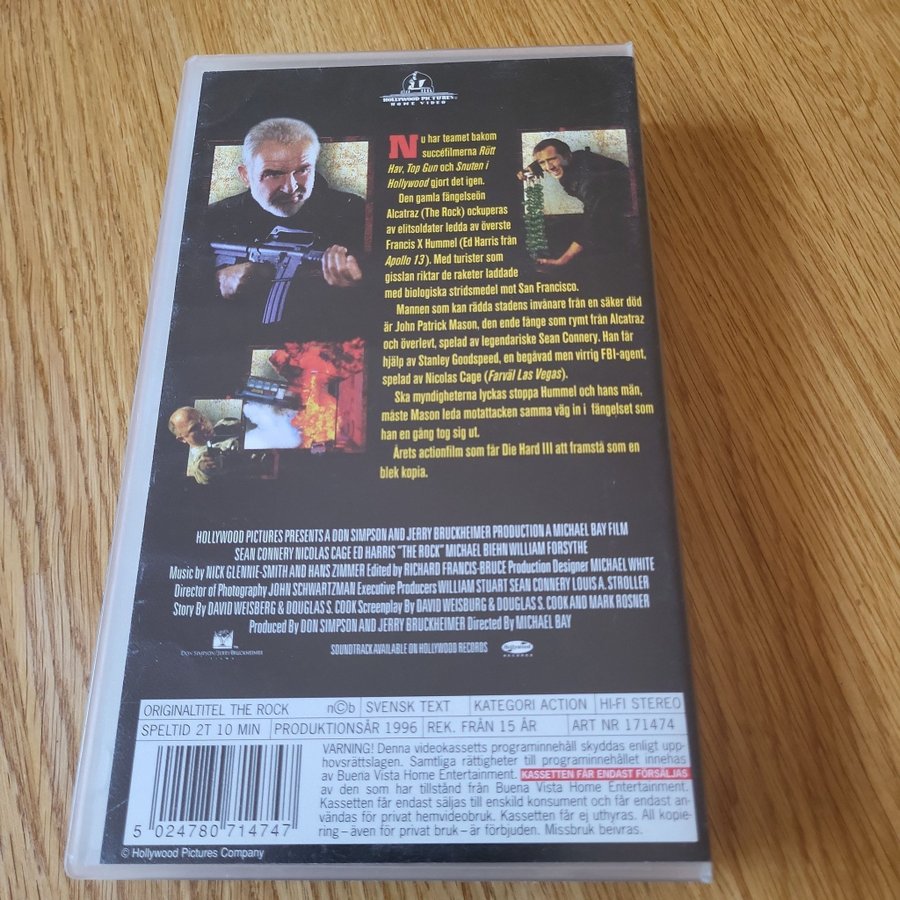 HOLLYWOOD PICTURES
HOME VIDEO
Nu har teamet bakom
succéfilmerna Rött
Hav, Top Gun och Snuten i
Hollywood gjort det igen.
Den gamla fängelseön
Alcatraz (The Rock) ockuperas
av elitsoldater ledda av överste
Francis X Hummel (Ed Harris från
Apollo 13). Med turister som
gisslan riktar de raketer laddade
med biologiska stridsmedel mot San Francisco.
Mannen som kan rädda stadens invånare från en säker död
är John Patrick Mason, den ende fånge som rymt från Alcatraz
och överlevt, spelad av legendariske Sean Connery. Han får
hjälp av Stanley Goodspeed, en begåvad men virrig FBI-agent,
spelad av Nicolas Cage (Farväl Las Vegas).
Ska myndigheterna lyckas stoppa Hummel och hans män,
måste Mason leda motattacken samma väg in i fängelset som
han en gång tog sig ut.
Årets actionfilm som får Die Hard III att framstå som en
blek kopia.
HOLLYWOOD PICTURES PRESENTS A DON SIMPSON AND JERRY BRUCKHEIMER PRODUCTION A MICHAEL BAY FILM
SEAN CONNERY NICOLAS CAGE ED HARRIS "THE ROCK" MICHAEL BIEHN WILLIAM FORSYTHE
Music by NICK GLENNIE-SMITH AND HANS ZIMMER Edited by RICHARD FRANCIS-BRUCE Production Designer MICHAEL WHITE
Director of Photography JOHN SCHWARTZMAN Executive Producers WILLIAM STUART SEAN CONNERY LOUIS A. STROLLER
Story By DAVID WEISBERG & DOUGLAS S. COOK Screenplay By DAVID WEISBURG & DOUGLAS S. COOK AND MARK ROSNER
Produced By DON SIMPSON AND JERRY BRUCKHEIMER Directed By MICHAEL BAY
DON SIMPSON/JERRY BRUCKHEIMER
FILMS
SOUNDTRACK AVAILABLE ON HOLLYWOOD RECORDS
Hollywood
RECORDS
ORIGINALTITEL THE ROCK n©b SVENSK TEXT KATEGORI ACTION HI-FI STEREO
SPELTID 2T 10 MIN PRODUKTIONSÅR 1996 REK. FRÅN 15 ÅR ART NR 171474
VARNING! Denna videokassetts programinnehåll skyddas enligt upp-
hovsrättslagen. Samtliga rättigheter till programinnehållet innehas
av Buena Vista Home Entertainment. KASSETTEN FÅR ENDAST FÖRSÄLJAS
av den som har tillstånd från Buena Vista Home Entertainment.
Kassetten får endast säljas till enskild konsument och får endast an-
vändas för privat hemvideobruk. Kassetten får ej uthyras. All kopie-
ring – även för privat bruk – är förbjuden. Missbruk beivras.
5 024780 714747
© Hollywood Pictures Company